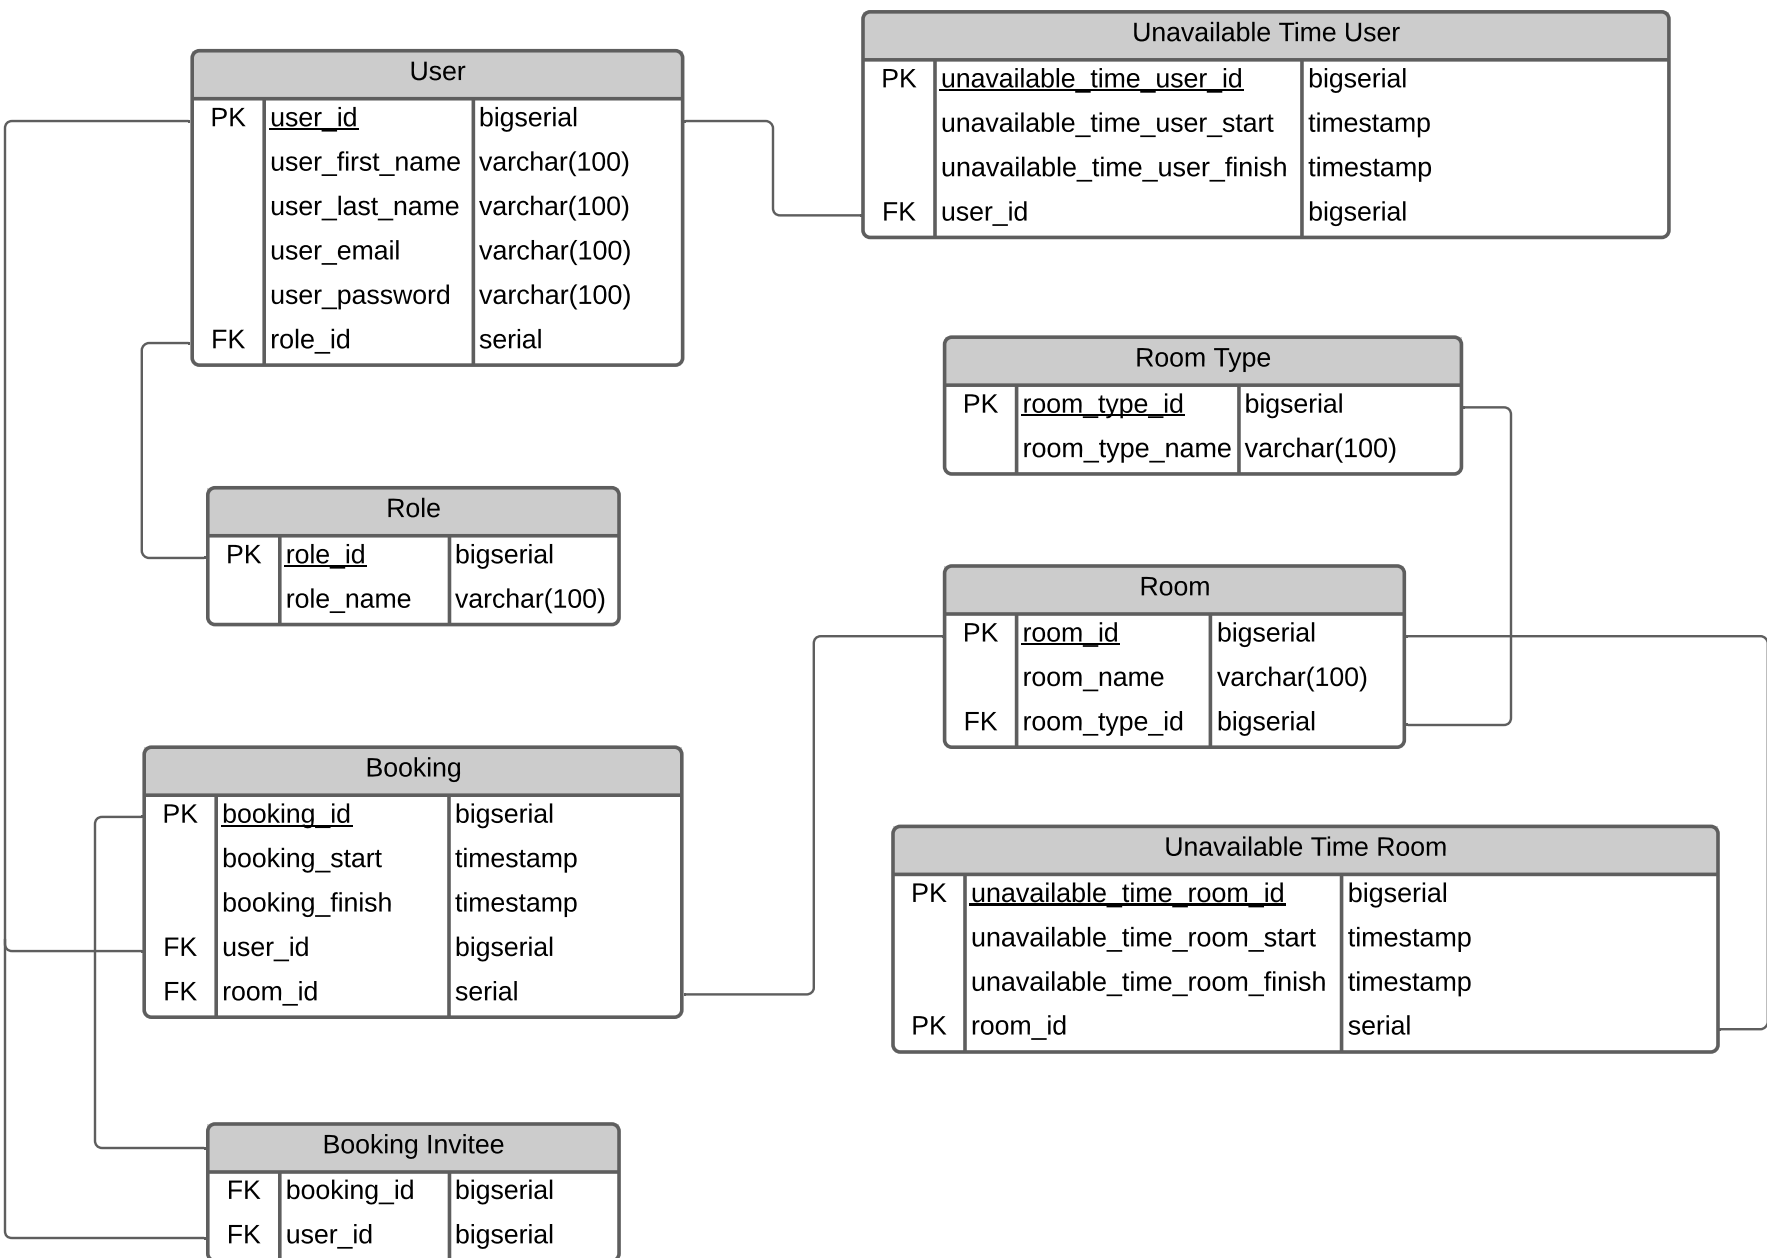 User
PK user_id bigserial
user_first_name varchar(100)
user_last_name varchar(100)
user_email varchar(100)
user_password varchar(100)
FK role_id serial
Unavailable Time User
PK unavailable_time_user_id bigserial
unavailable_time_user_start timestamp
unavailable_time_user_finish timestamp
FK user_id bigserial
Room Type
PK room_type_id bigserial
room_type_name varchar(100)
Role
PK role_id bigserial
role_name varchar(100)
Room
PK room_id bigserial
room_name varchar(100)
FK room_type_id bigserial
Booking
PK booking_id bigserial
booking_start timestamp
booking_finish timestamp
FK user_id bigserial
FK room_id serial
Unavailable Time Room
PK unavailable_time_room_id bigserial
unavailable_time_room_start timestamp
unavailable_time_room_finish timestamp
PK room_id serial
Booking Invitee
FK booking_id bigserial
FK user_id bigserial